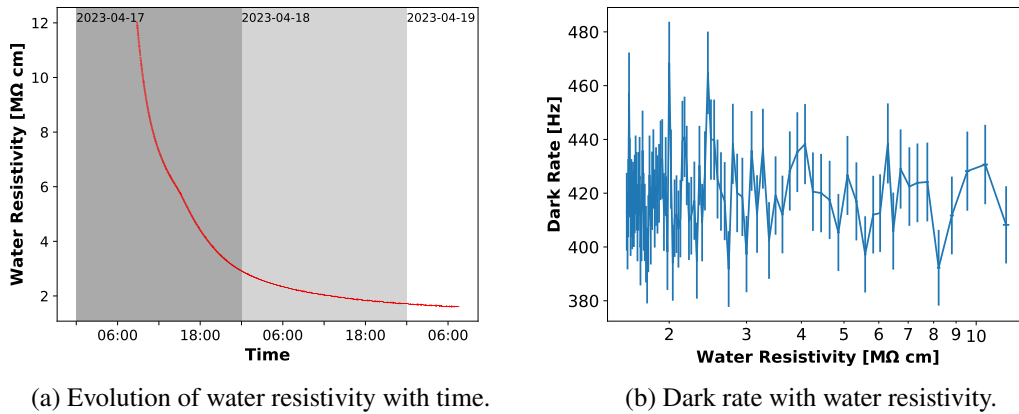 2023-04-17 2023-04-18 2023-04-19
12
10
8
6
4
2
Water Resistivity [MΩ cm]
06:00 18:00 06:00 18:00 06:00
Time
(a) Evolution of water resistivity with time.
480
460
440
420
400
380
Dark Rate [Hz]
2 3 4 5 6 7 8 9 10
Water Resistivity [MΩ cm]
(b) Dark rate with water resistivity.